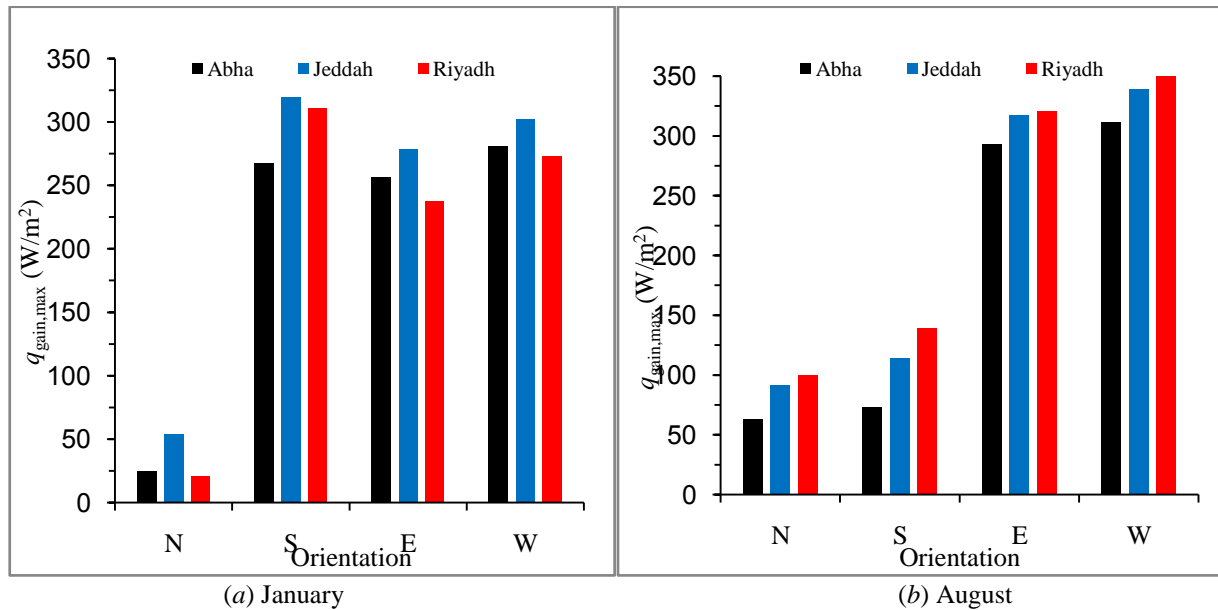 350
300
250
200
150
100
50
0
q_gain,max (W/m²)
Abha Jeddah Riyadh
N S E W
Orientation
(a) January
350
300
250
200
150
100
50
0
q_gain,max (W/m²)
Abha Jeddah Riyadh
N S E W
Orientation
(b) August